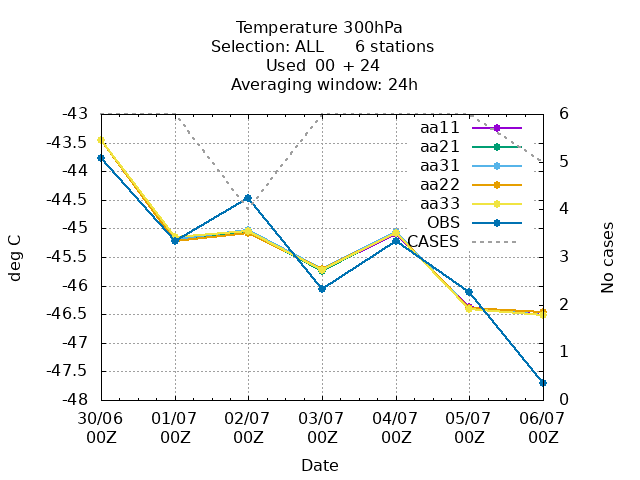 Temperature 300hPa
Selection: ALL 6 stations
Used 00 + 24
Averaging window: 24h
-43
-43.5
-44
-44.5
-45
-45.5
-46
-46.5
-47
-47.5
-48
deg C
6
5
4
3
2
1
0
No cases
aa11
aa21
aa31
aa22
aa33
OBS
CASES
30/06 01/07 02/07 03/07 04/07 05/07 06/07
00Z 00Z 00Z 00Z 00Z 00Z 00Z
Date